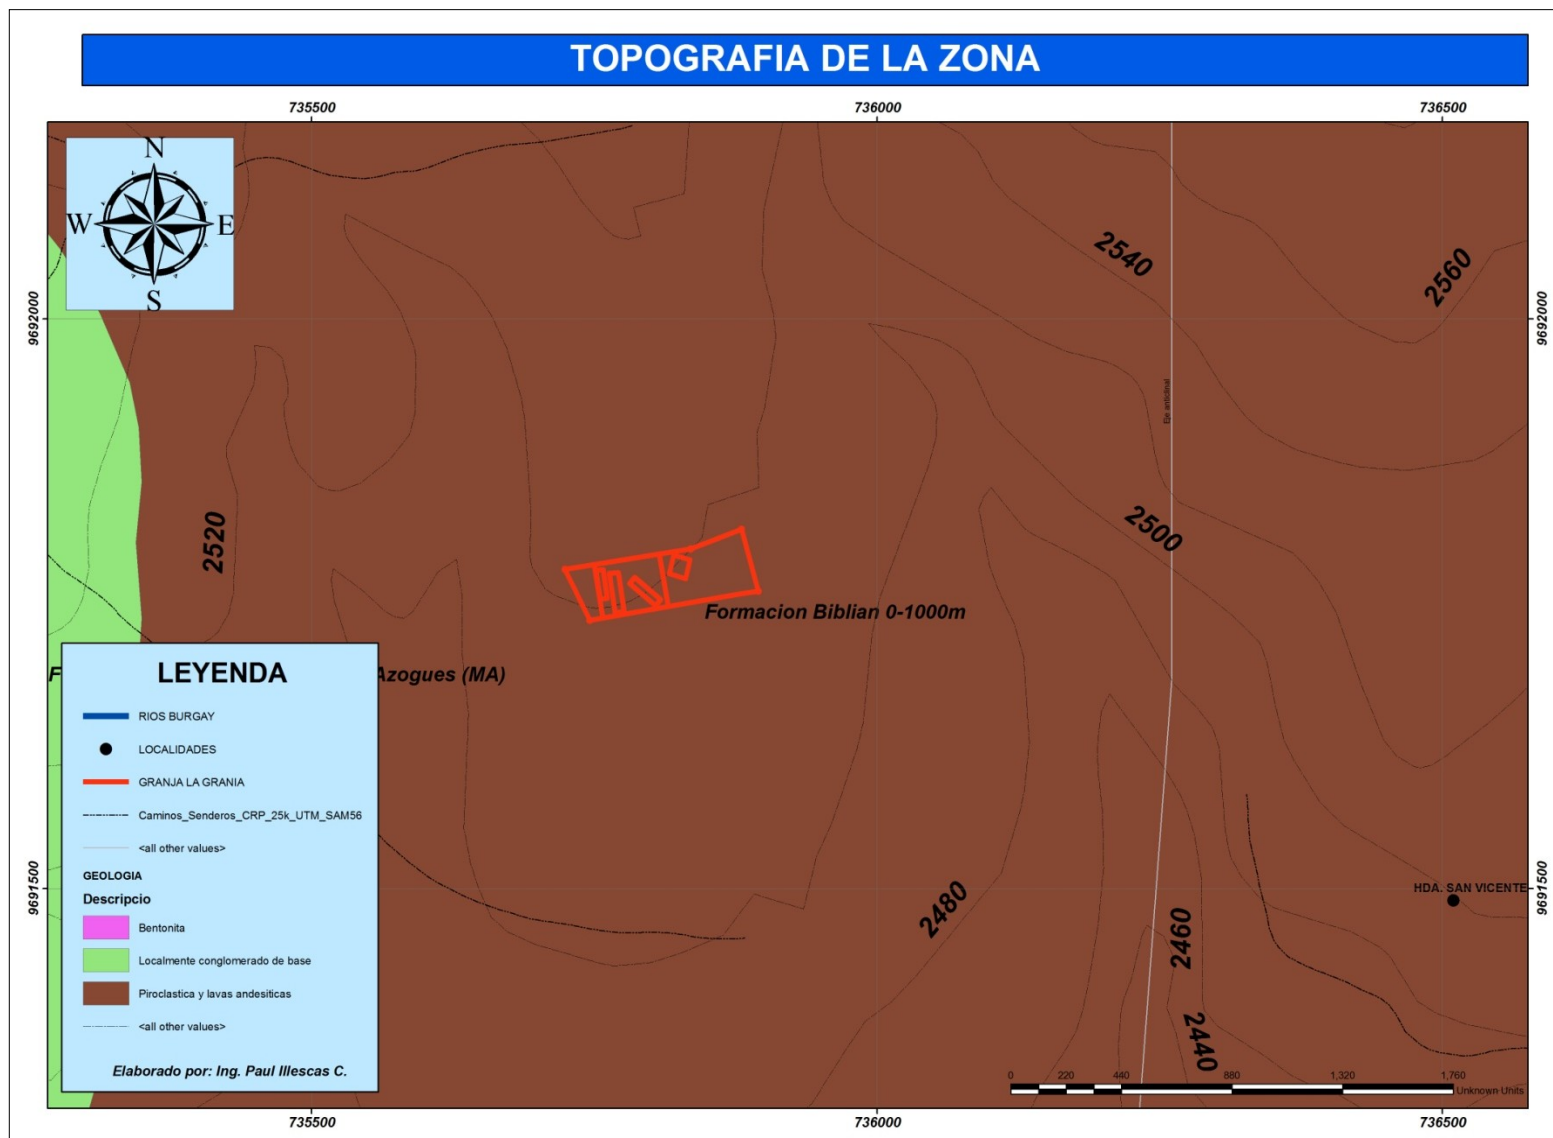 TOPOGRAFIA DE LA ZONA
735500
736000
736500
N
W
E
S
2540
2560
9692000
9692000
Eje anticlinal
2520
2500
Formacion Biblian 0-1000m
F
Azogues (MA)
LEYENDA
RIOS BURGAY
LOCALIDADES
GRANJA LA GRANIA
Caminos_Senderos_CRP_25k_UTM_SAM56
<all other values>
GEOLOGIA
Descripcio
Bentonita
Localmente conglomerado de base
Piroclastica y lavas andesiticas
<all other values>
Elaborado por: Ing. Paul Illescas C.
9691500
9691500
HDA. SAN VICENTE
2480
2460
2440
0 220 440 880 1,320 1,760
Unknown Units
735500
736000
736500